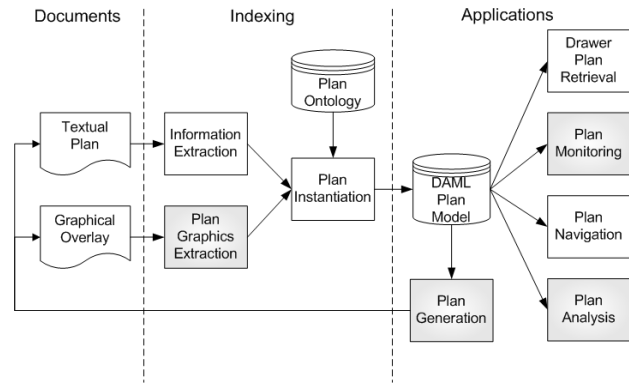 Documents
Indexing
Applications
Textual
Plan
Graphical
Overlay
Information
Extraction
Plan
Graphics
Extraction
Plan
Ontology
Plan
Instantiation
DAML
Plan
Model
Plan
Generation
Drawer
Plan
Retrieval
Plan
Monitoring
Plan
Navigation
Plan
Analysis